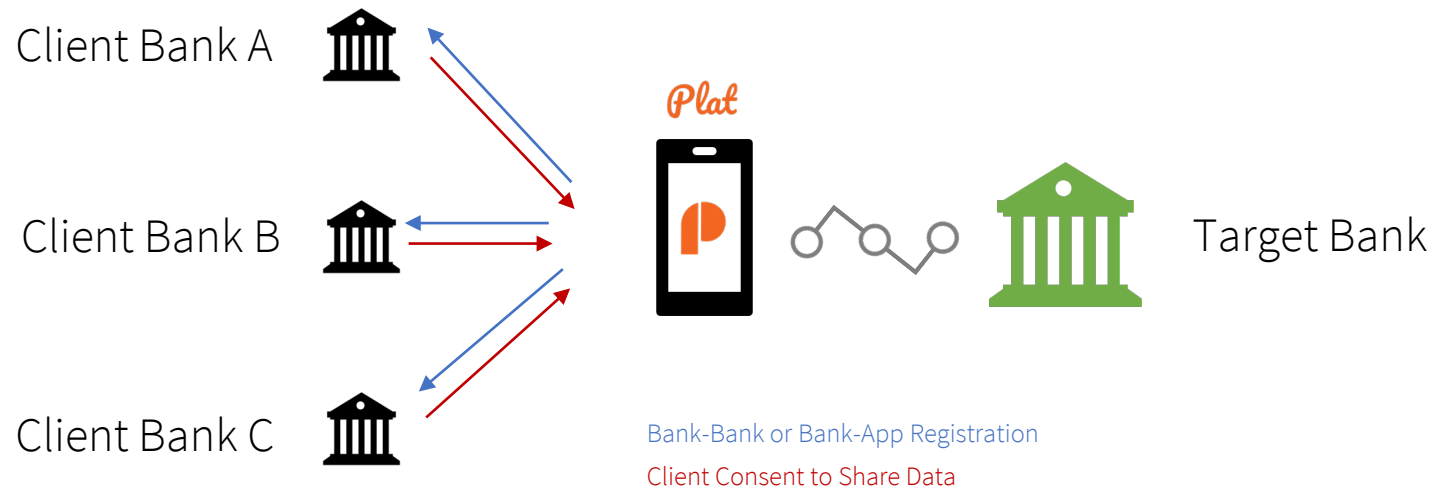 Client Bank A
Plat
Client Bank B
Target Bank
Client Bank C
Bank-Bank or Bank-App Registration
Client Consent to Share Data